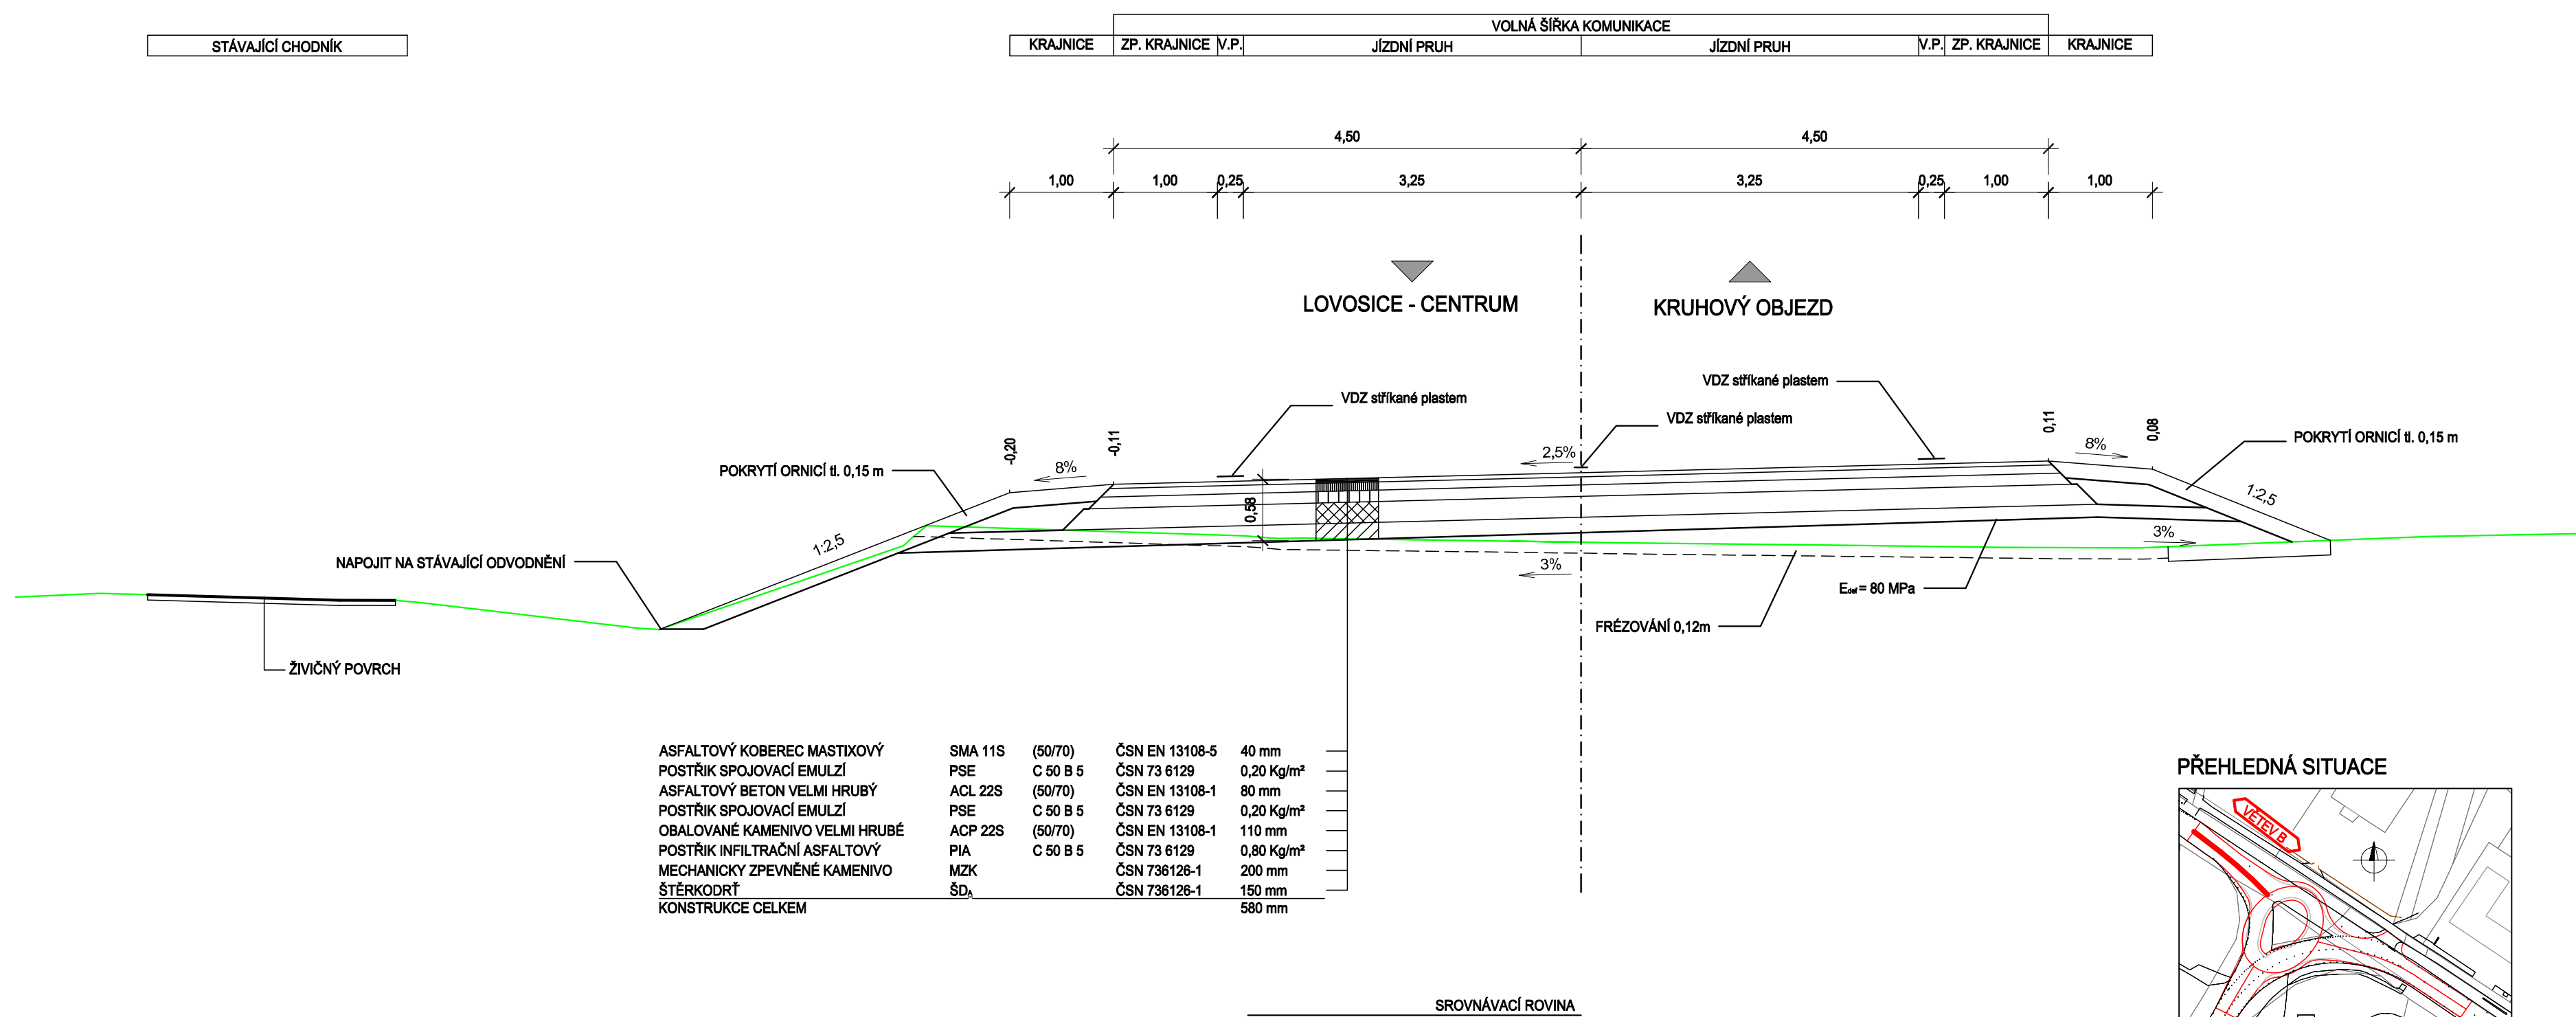 VOLNÁ ŠÍŘKA KOMUNIKACE
STÁVAJÍCÍ CHODNÍK
KRAJNICE ZP. KRAJNICE V.P. JÍZDNÍ PRUH JÍZDNÍ PRUH V.P. ZP. KRAJNICE KRAJNICE
4,50 4,50
1,00 1,00 0,25 3,25 3,25 0,25 1,00 1,00
LOVOSICE - CENTRUM KRUHOVÝ OBJEZD
VDZ stříkané plastem
VDZ stříkané plastem
VDZ stříkané plastem
-0,20 -0,11 0,11 0,08
POKRYTÍ ORNICÍ tl. 0,15 m
8% 2,5% 8%
POKRYTÍ ORNICÍ tl. 0,15 m
0,58
1:2,5 1:2,5
3%
3%
NAPOJIT NA STÁVAJÍCÍ ODVODNĚNÍ
Edef = 80 MPa
FRÉZOVÁNÍ 0,12m
ŽIVIČNÝ POVRCH
ASFALTOVÝ KOBEREC MASTIXOVÝ SMA 11S (50/70) ČSN EN 13108-5 40 mm
POSTŘIK SPOJOVACÍ EMULZÍ PSE C 50 B 5 ČSN 73 6129 0,20 Kg/m²
ASFALTOVÝ BETON VELMI HRUBÝ ACL 22S (50/70) ČSN EN 13108-1 80 mm
POSTŘIK SPOJOVACÍ EMULZÍ PSE C 50 B 5 ČSN 73 6129 0,20 Kg/m²
OBALOVANÉ KAMENIVO VELMI HRUBÉ ACP 22S (50/70) ČSN EN 13108-1 110 mm
POSTŘIK INFILTRAČNÍ ASFALTOVÝ PIA C 50 B 5 ČSN 73 6129 0,80 Kg/m²
MECHANICKY ZPEVNĚNÉ KAMENIVO MZK ČSN 736126-1 200 mm
ŠTĚRKODRŤ ŠDA ČSN 736126-1 150 mm
KONSTRUKCE CELKEM 580 mm
PŘEHLEDNÁ SITUACE
VĚTEV B
SROVNÁVACÍ ROVINA